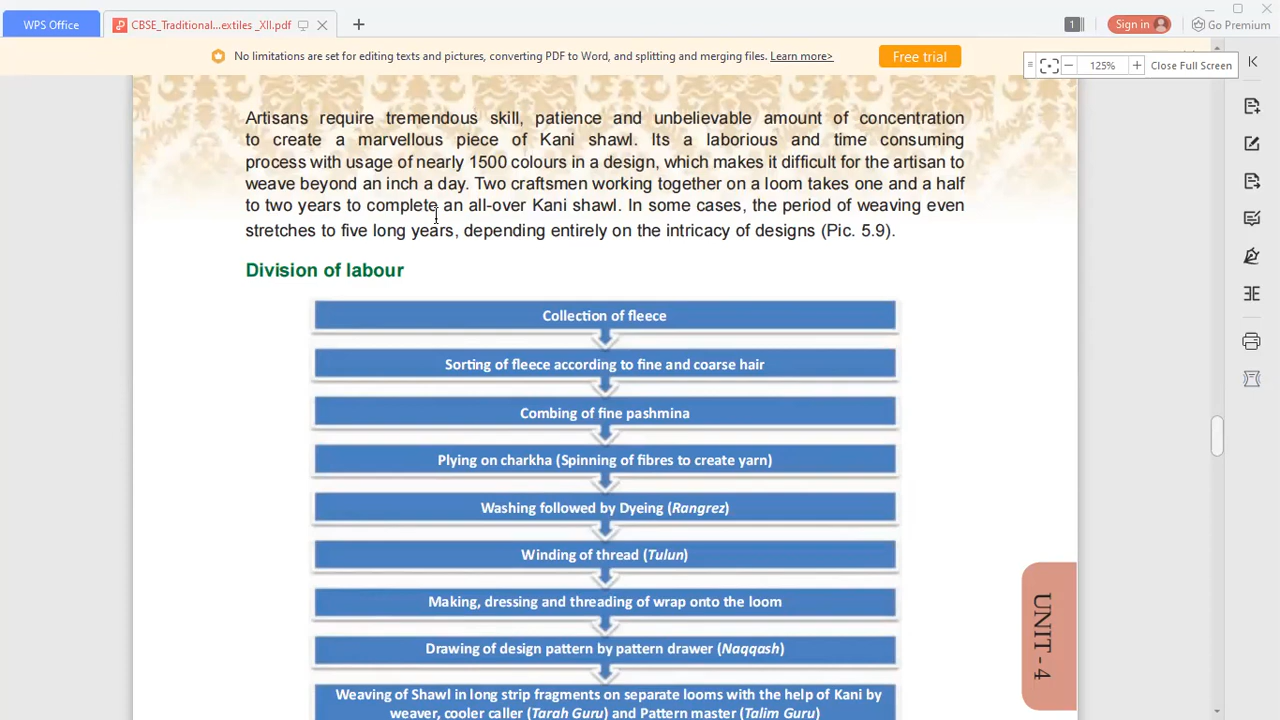 WPS Office
CBSE_Traditional...extiles _XII.pdf
1
Sign in
Go Premium
No limitations are set for editing texts and pictures, converting PDF to Word, and splitting and merging files. Learn more>
Free trial
125%
Close Full Screen
Artisans require tremendous skill, patience and unbelievable amount of concentration
to create a marvellous piece of Kani shawl. Its a laborious and time consuming
process with usage of nearly 1500 colours in a design, which makes it difficult for the artisan to
weave beyond an inch a day. Two craftsmen working together on a loom takes one and a half
to two years to complete an all-over Kani shawl. In some cases, the period of weaving even
stretches to five long years, depending entirely on the intricacy of designs (Pic. 5.9).
Division of labour
Collection of fleece
Sorting of fleece according to fine and coarse hair
Combing of fine pashmina
Plying on charkha (Spinning of fibres to create yarn)
Washing followed by Dyeing (Rangrez)
Winding of thread (Tulun)
Making, dressing and threading of wrap onto the loom
Drawing of design pattern by pattern drawer (Naqqash)
Weaving of Shawl in long strip fragments on separate looms with the help of Kani by
weaver, cooler caller (Tarah Guru) and Pattern master (Talim Guru)
UNIT - 4